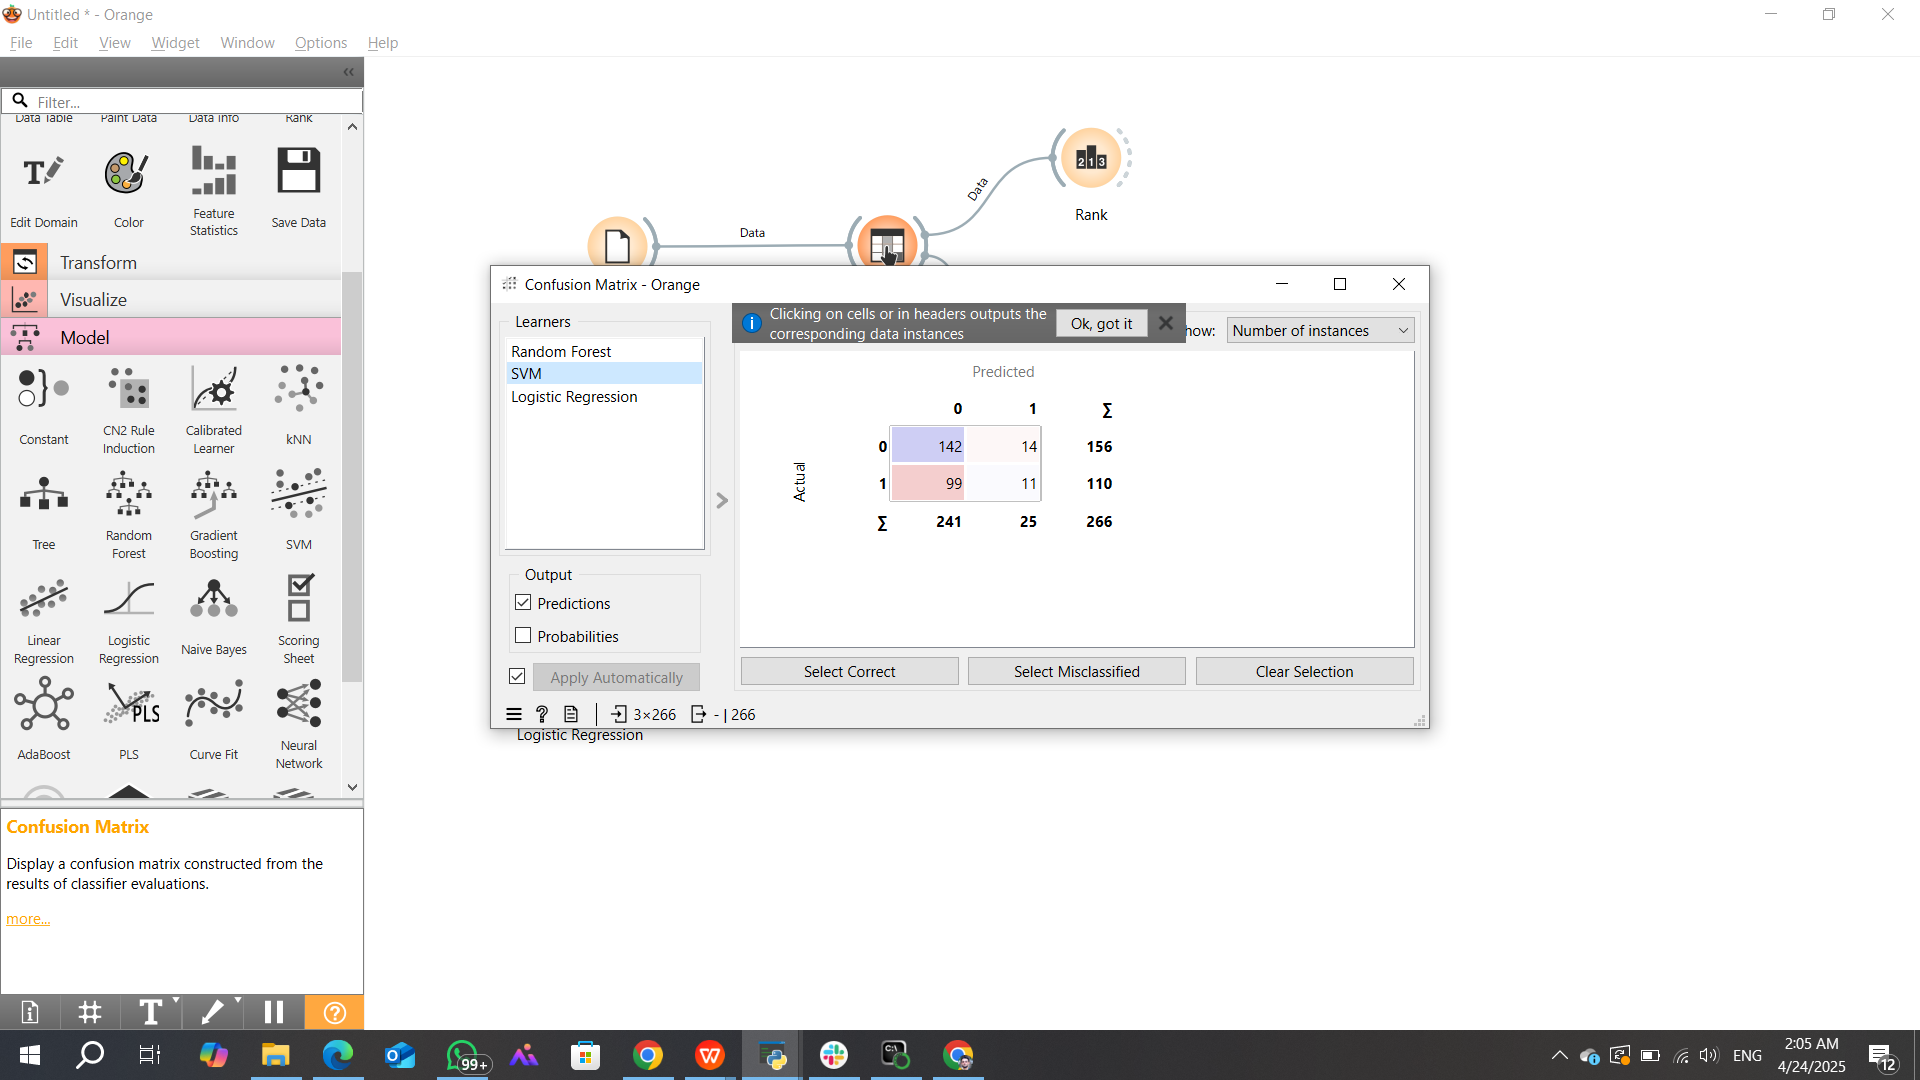 Untitled * - Orange
File Edit View Widget Window Options Help
Filter...
Data Table Paint Data Data Info Rank
Edit Domain Color Feature Statistics Save Data
Transform
Visualize
Model
Constant CN2 Rule Induction Calibrated Learner kNN
Tree Random Forest Gradient Boosting SVM
Linear Regression Logistic Regression Naive Bayes Scoring Sheet
PLS
AdaBoost PLS Curve Fit Neural Network
Confusion Matrix
Display a confusion matrix constructed from the
results of classifier evaluations.
more...
Data
Data
213
Rank
Confusion Matrix - Orange
Learners
Random Forest
SVM
Logistic Regression
Output
Predictions
Probabilities
Apply Automatically
Clicking on cells or in headers outputs the
corresponding data instances
Ok, got it
how: Number of instances
Predicted
0 1 ∑
Actual
0 142 14 156
1 99 11 110
∑ 241 25 266
Select Correct Select Misclassified Clear Selection
3×266 - | 266
Logistic Regression
99+
C:\
ENG
2:05 AM
4/24/2025
12